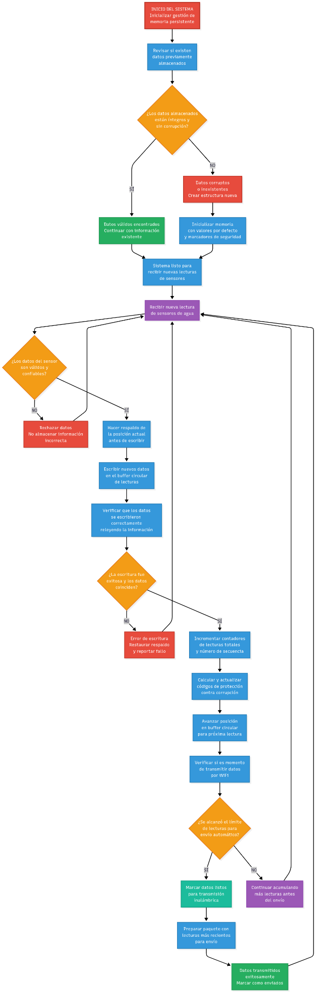 INICIO DEL SISTEMA
Inicializar gestión de
memoria persistente
Revisar si existen
datos previamente
almacenados
¿Los datos almacenados
están íntegros y
sin corrupción?
NO
SÍ
Datos corruptos
o inexistentes
Crear estructura nueva
Datos válidos encontrados
Continuar con información
existente
Inicializar memoria
con valores por defecto
y marcadores de seguridad
Sistema listo para
recibir nuevas lecturas
de sensores
Recibir nueva lectura
de sensores de agua
¿Los datos del sensor
son válidos y
confiables?
NO
SÍ
Rechazar datos
No almacenar información
incorrecta
Hacer respaldo de
la posición actual
antes de escribir
Escribir nuevos datos
en el buffer circular
de lecturas
Verificar que los datos
se escribieron
correctamente
releyendo la información
¿La escritura fue
exitosa y los datos
coinciden?
NO
SÍ
Error de escritura
Restaurar respaldo
y reportar fallo
Incrementar contadores
de lecturas totales
y número de secuencia
Calcular y actualizar
códigos de protección
contra corrupción
Avanzar posición
en buffer circular
para próxima lectura
Verificar si es momento
de transmitir datos
por WiFi
¿Se alcanzó el límite
de lecturas para
envío automático?
SÍ
NO
Marcar datos listos
para transmisión
inalámbrica
Continuar acumulando
más lecturas antes
del envío
Preparar paquete con
lecturas más recientes
para envío
Datos transmitidos
exitosamente
Marcar como enviados